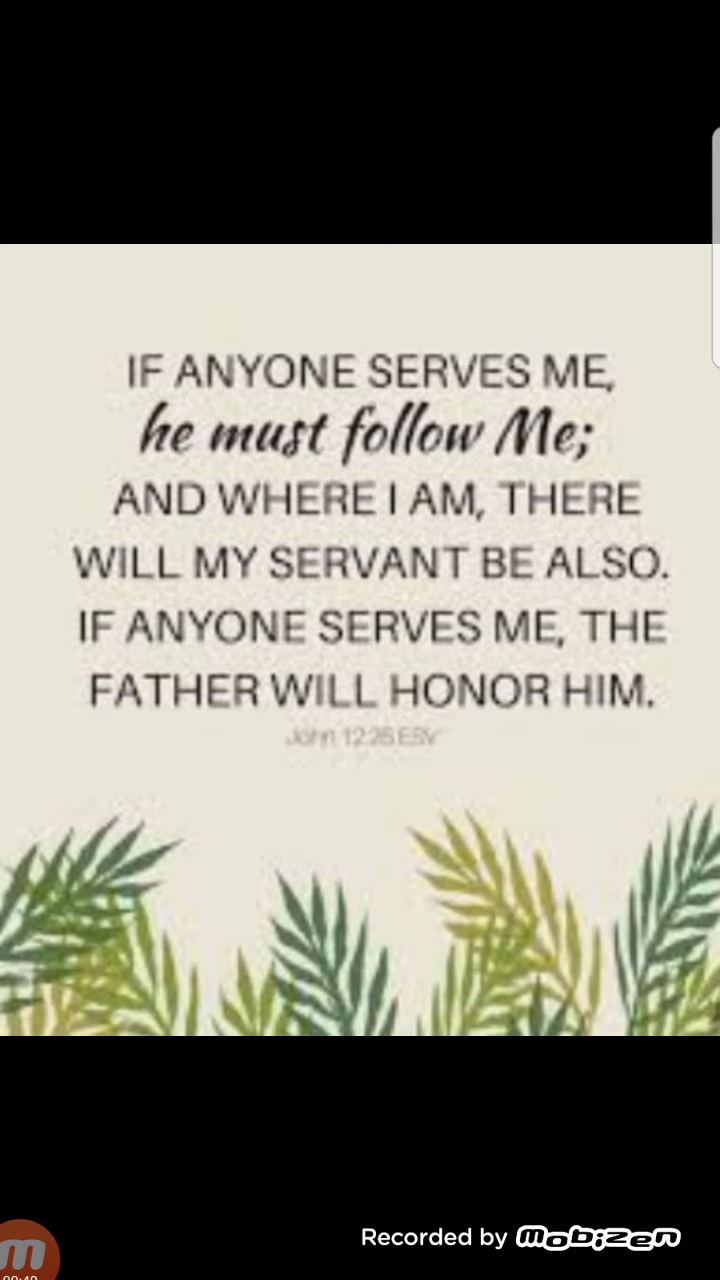 IF ANYONE SERVES ME,
he must follow Me;
AND WHERE I AM, THERE
WILL MY SERVANT BE ALSO.
IF ANYONE SERVES ME, THE
FATHER WILL HONOR HIM.
John 12:26 ESV
Recorded by mobizen